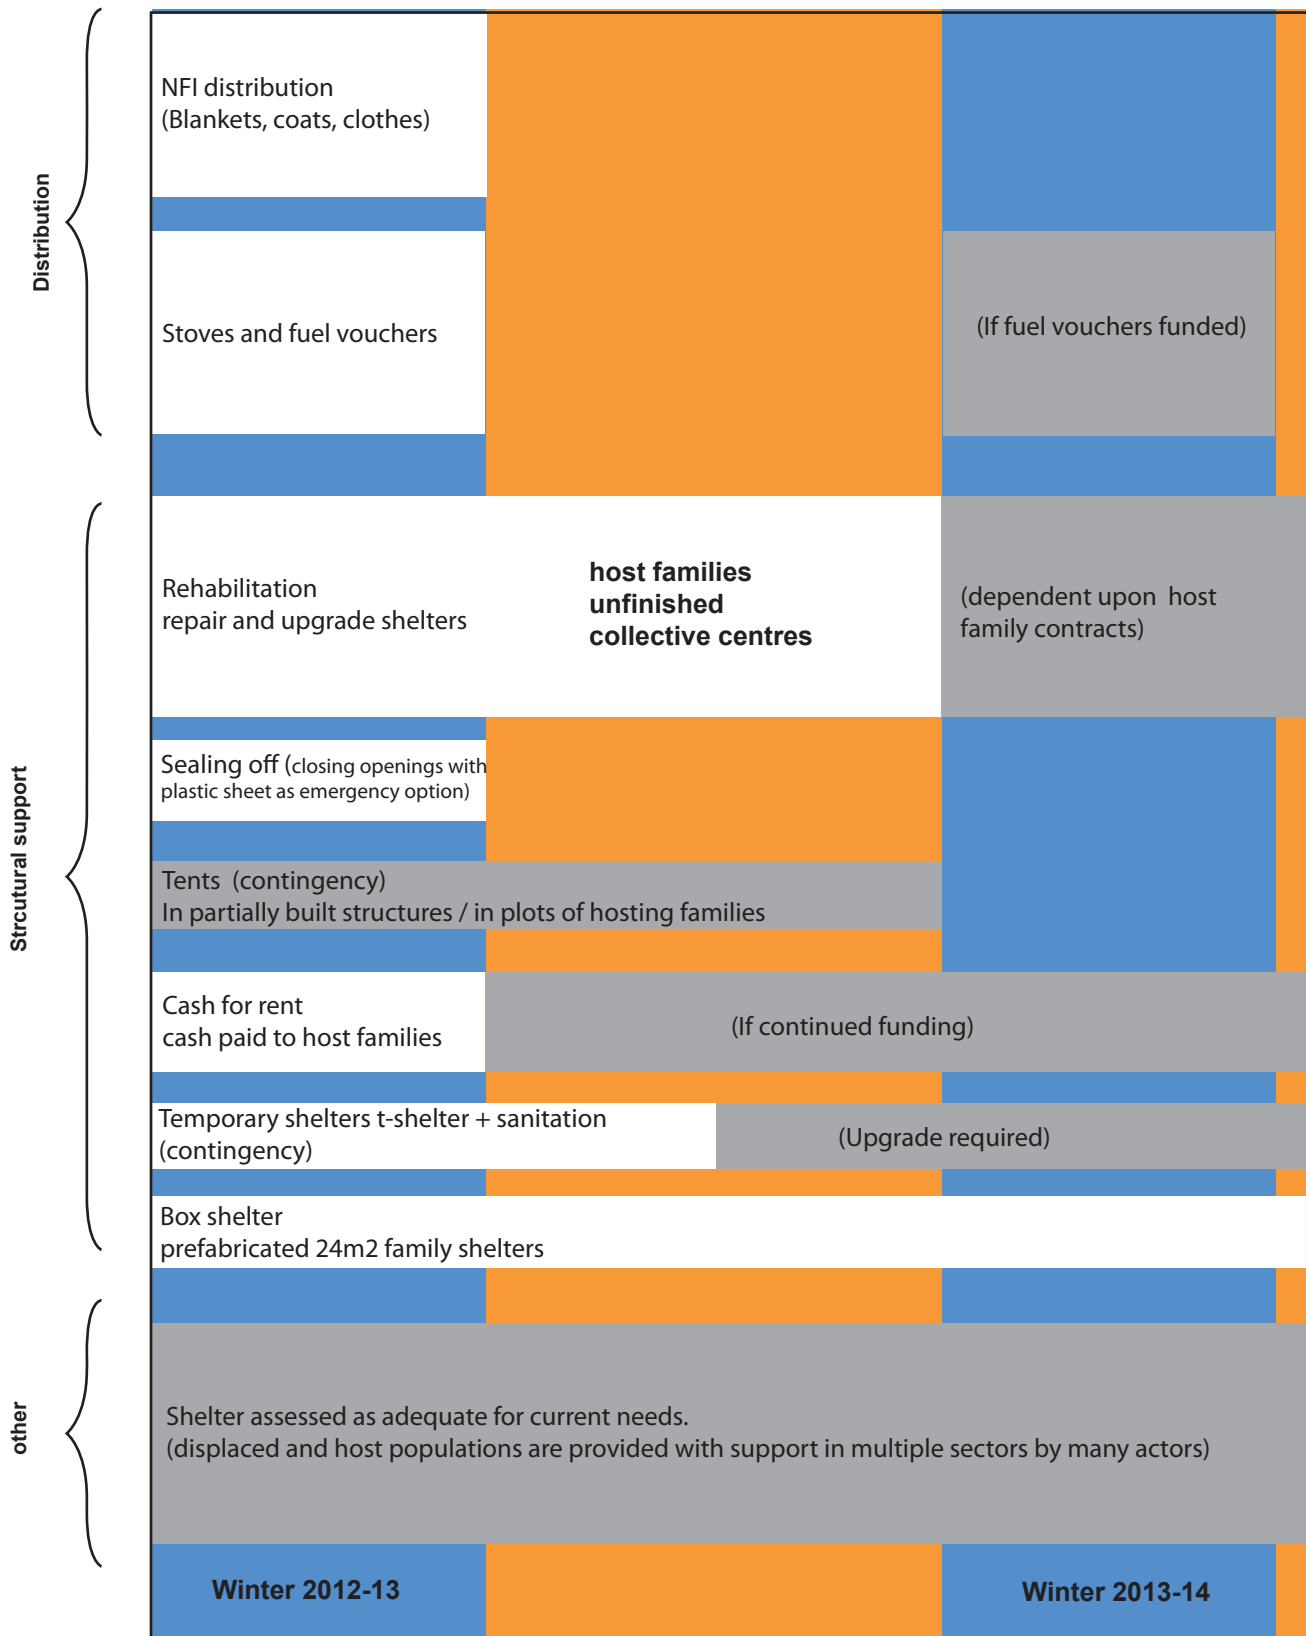 Distribution
NFI distribution
(Blankets, coats, clothes)
Stoves and fuel vouchers
(If fuel vouchers funded)
Strcutural support
Rehabilitation
repair and upgrade shelters
host families
unfinished
collective centres
(dependent upon host
family contracts)
Sealing off (closing openings with
plastic sheet as emergency option)
Tents (contingency)
In partially built structures / in plots of hosting families
Cash for rent
cash paid to host families
(If continued funding)
Temporary shelters t-shelter + sanitation
(contingency)
(Upgrade required)
Box shelter
prefabricated 24m2 family shelters
other
Shelter assessed as adequate for current needs.
(displaced and host populations are provided with support in multiple sectors by many actors)
Winter 2012-13
Winter 2013-14